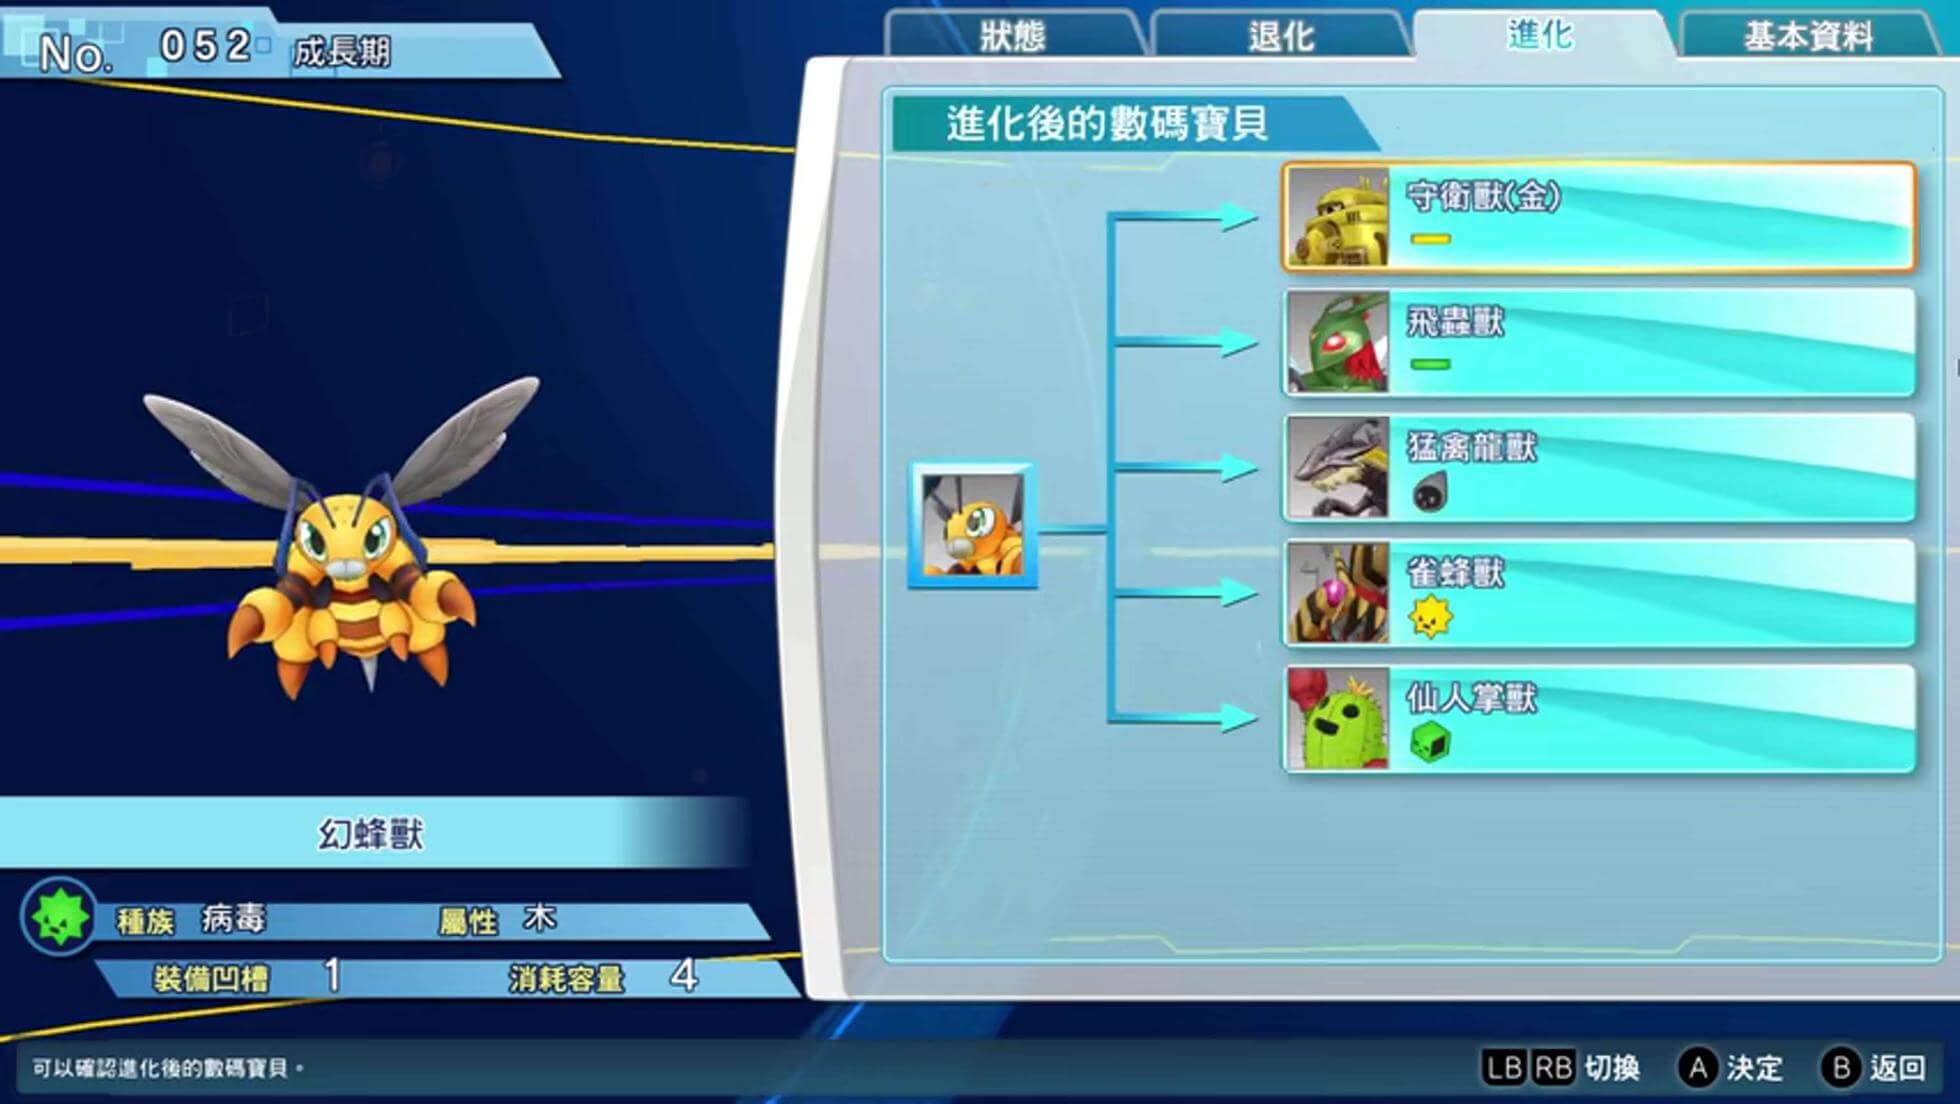 No. 052 成長期
狀態 退化 進化 基本資料
進化後的數碼寶貝
守衛獸(金)
飛蟲獸
猛禽龍獸
雀蜂獸
仙人掌獸
幻蜂獸
種族 病毒 屬性 木
裝備凹槽 1 消耗容量 4
可以確認進化後的數碼寶貝。
LB RB 切換 A 決定 B 返回